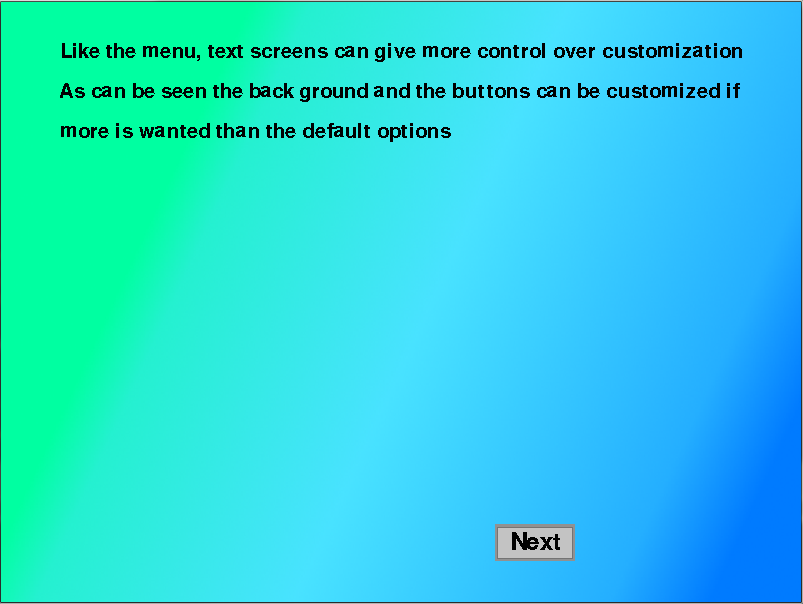 Like the menu, text screens can give more control over customization
As can be seen the back ground and the buttons can be customized if
more is wanted than the default options
Next